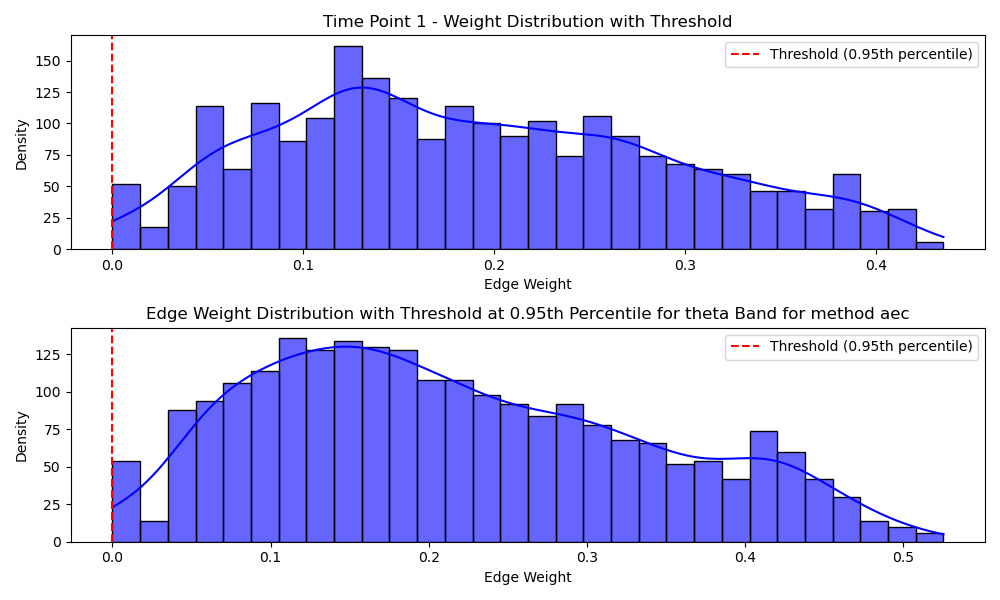 Time Point 1 - Weight Distribution with Threshold
Threshold (0.95th percentile)
Density
150
125
100
75
50
25
0
0.0 0.1 0.2 0.3 0.4
Edge Weight
Edge Weight Distribution with Threshold at 0.95th Percentile for theta Band for method aec
Threshold (0.95th percentile)
Density
125
100
75
50
25
0
0.0 0.1 0.2 0.3 0.4 0.5
Edge Weight